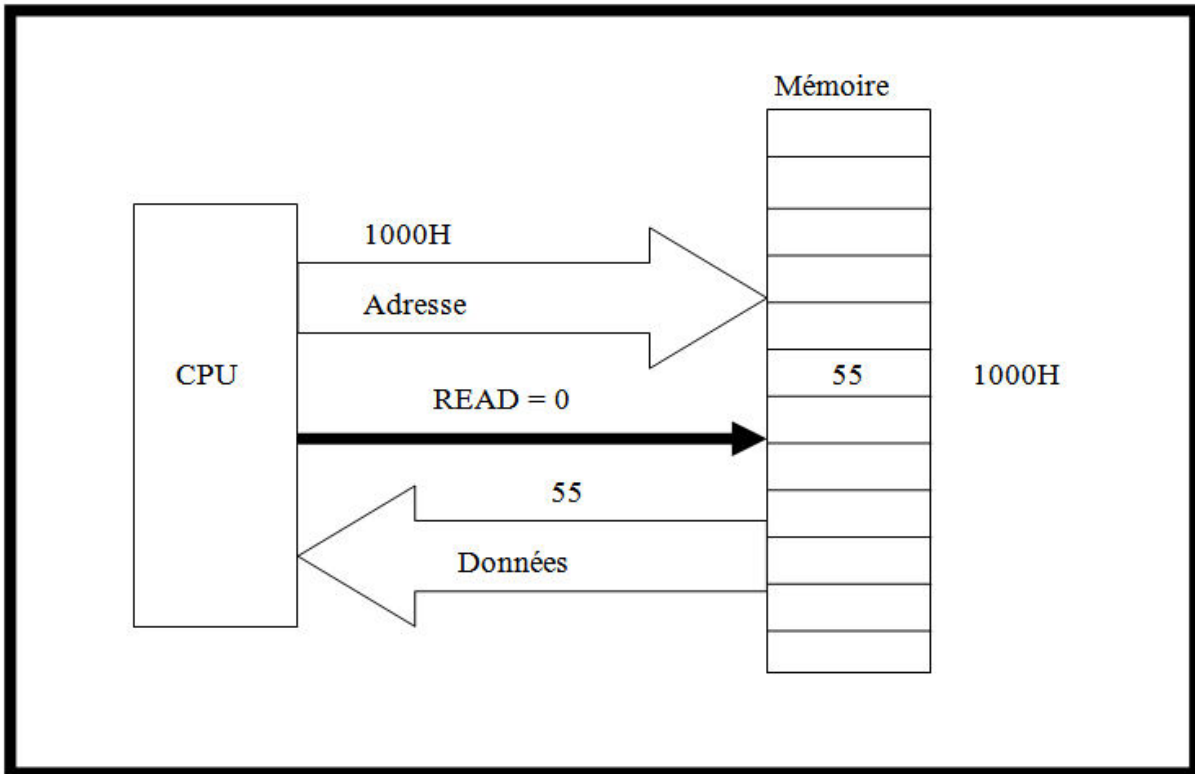 Mémoire
1000H
Adresse
CPU
55
1000H
READ = 0
55
Données